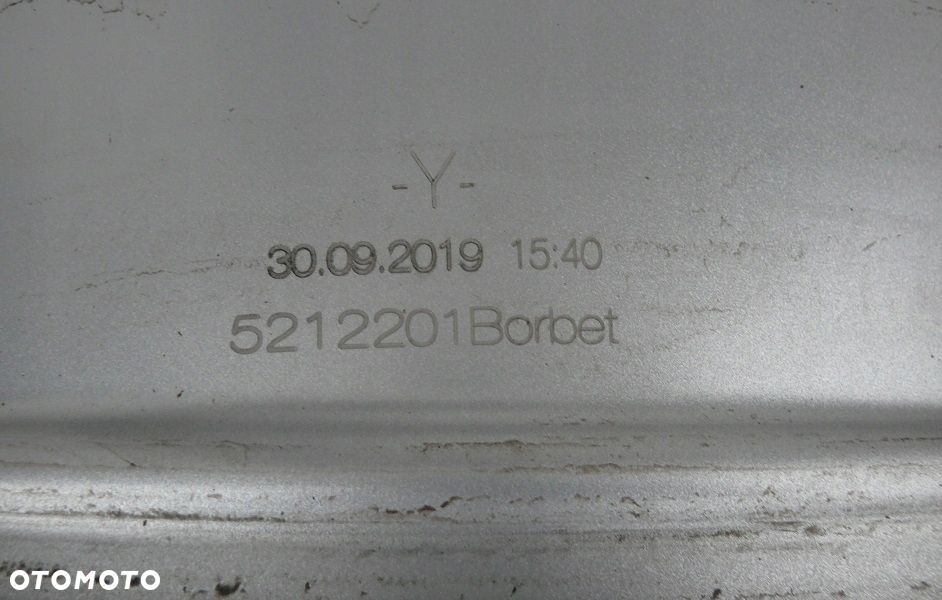 -Y-
30.09.2019 15:40
5212201Borbet
OTOMOTO